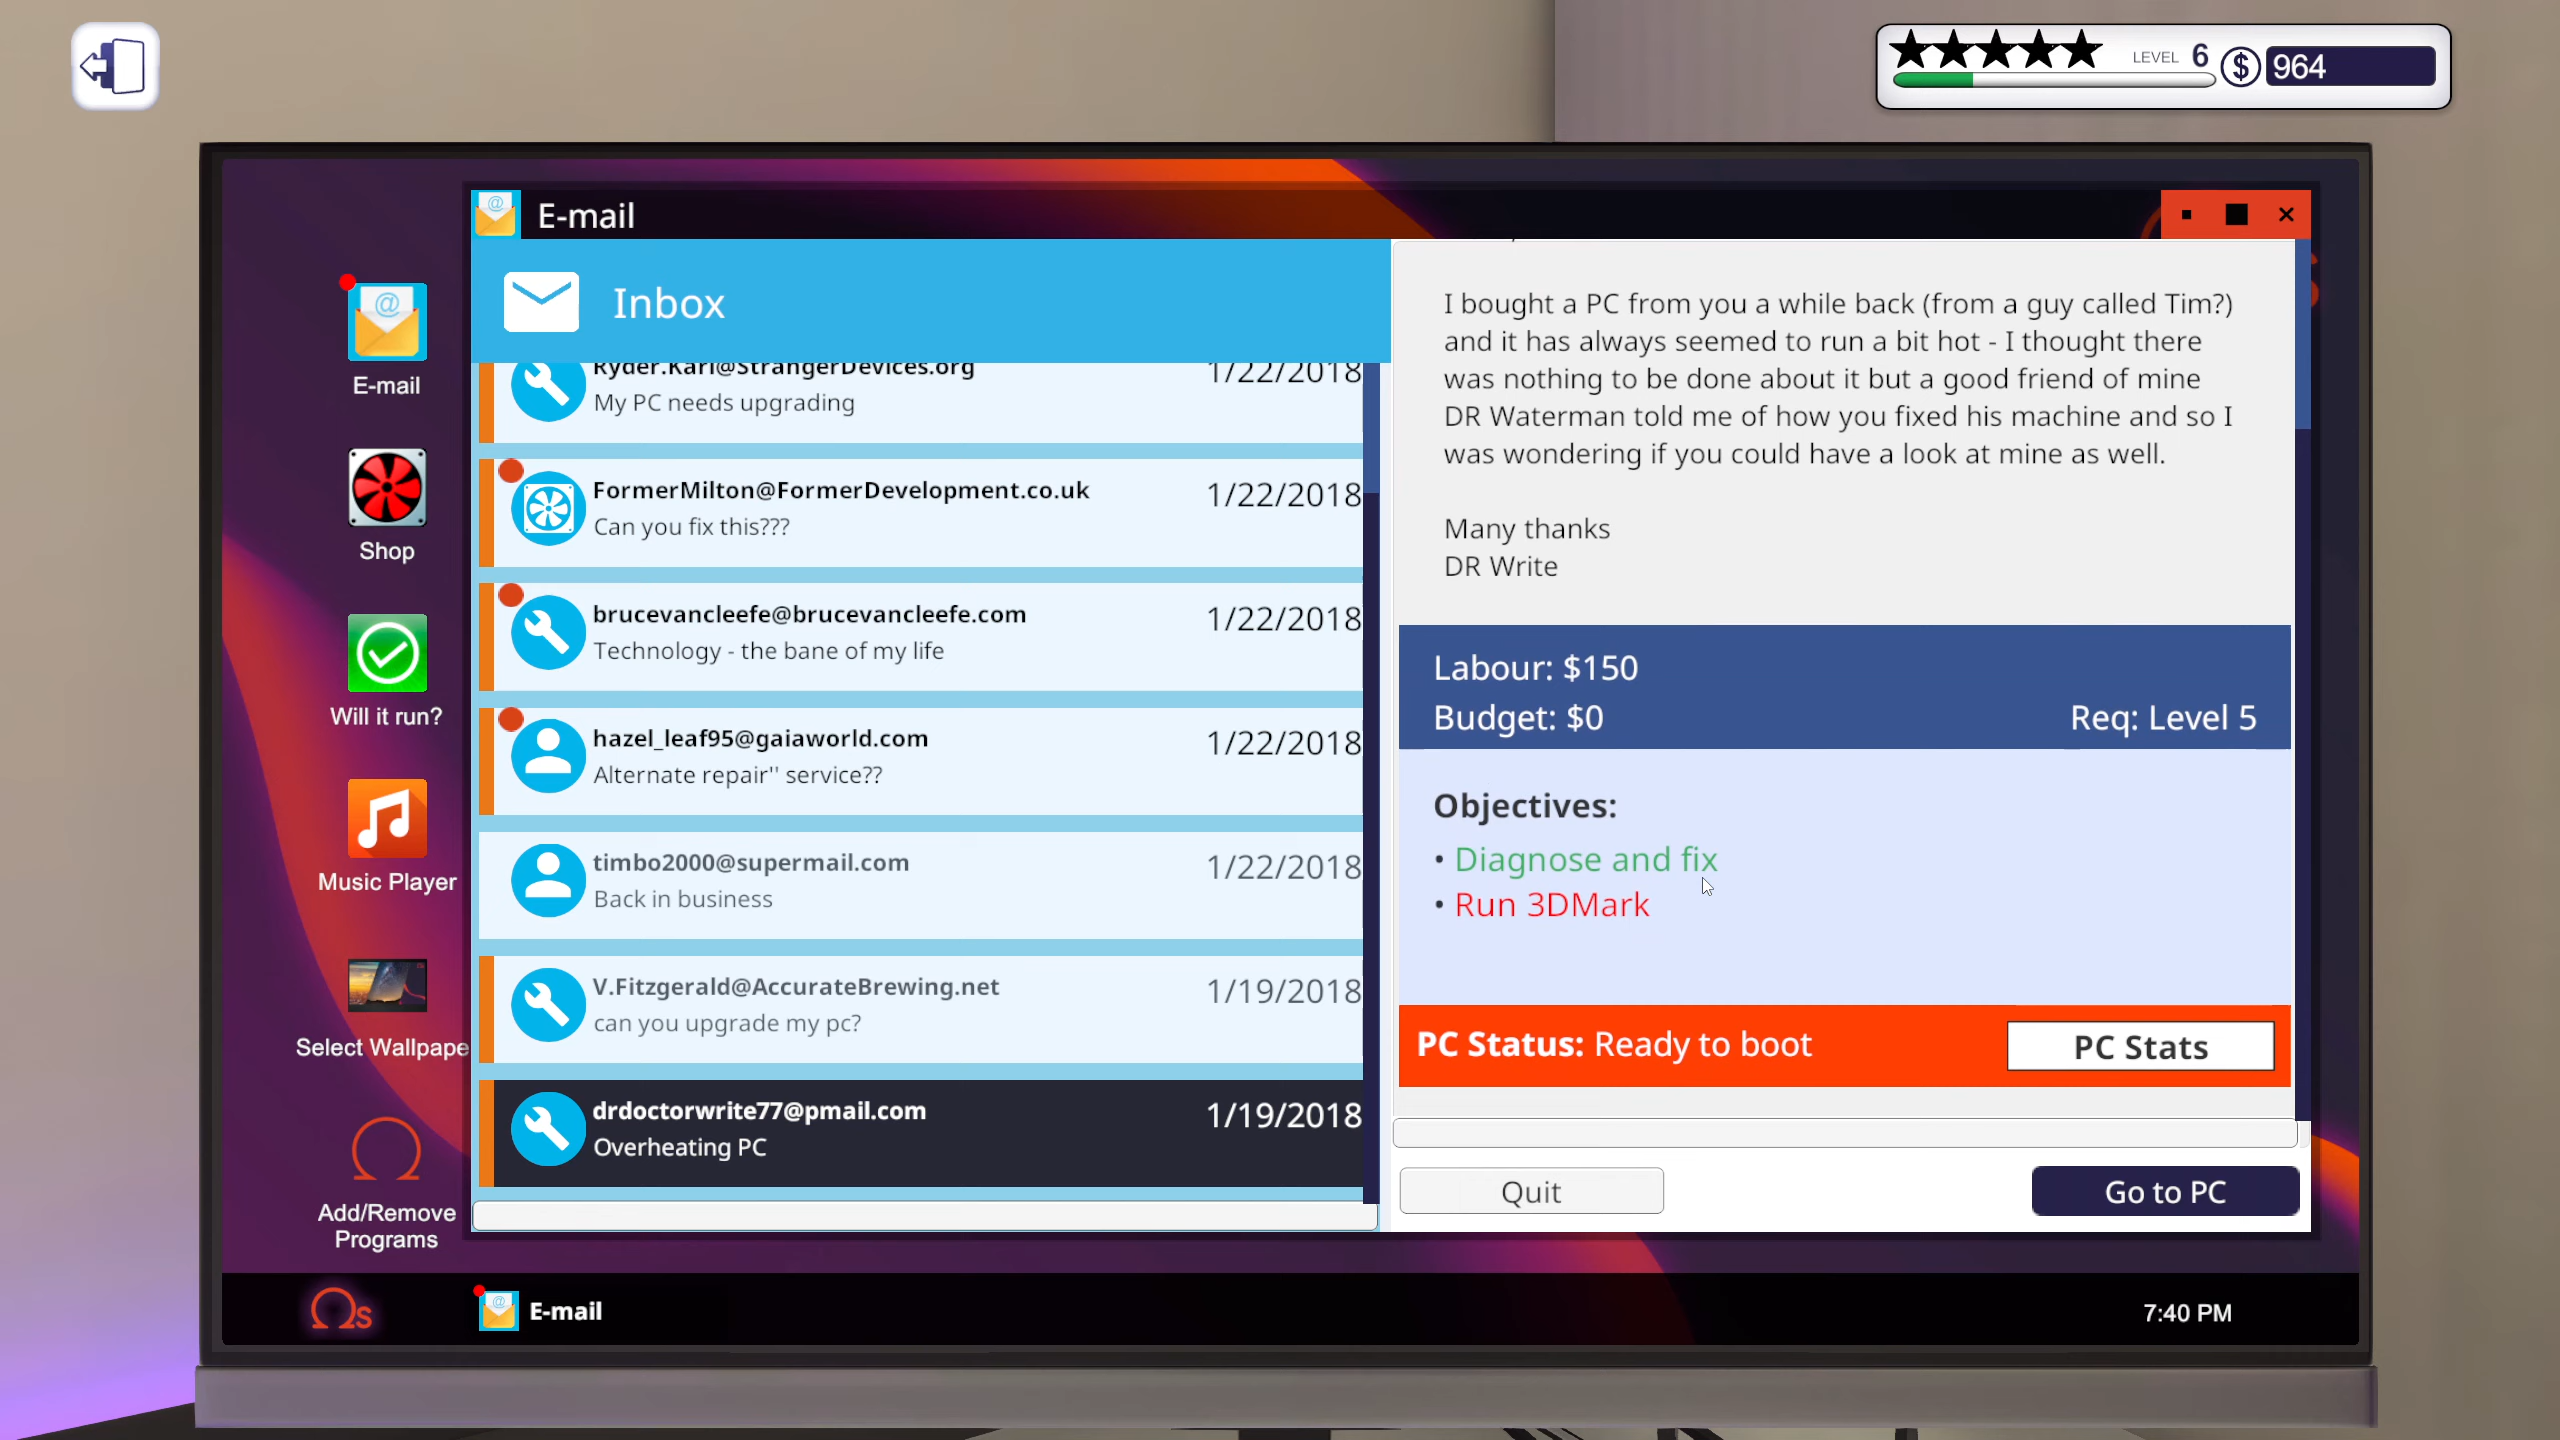 LEVEL 6
964
E-mail
Inbox
Ryder.Karl@StrangerDevices.org
1/22/2018
My PC needs upgrading
FormerMilton@FormerDevelopment.co.uk
1/22/2018
Can you fix this???
brucevancleefe@brucevancleefe.com
1/22/2018
Technology - the bane of my life
hazel_leaf95@gaiaworld.com
1/22/2018
Alternate repair'' service??
timbo2000@supermail.com
1/22/2018
Back in business
V.Fitzgerald@AccurateBrewing.net
1/19/2018
can you upgrade my pc?
drdoctorwrite77@pmail.com
1/19/2018
Overheating PC
I bought a PC from you a while back (from a guy called Tim?)
and it has always seemed to run a bit hot - I thought there
was nothing to be done about it but a good friend of mine
DR Waterman told me of how you fixed his machine and so I
was wondering if you could have a look at mine as well.
Many thanks
DR Write
Labour: $150
Budget: $0
Req: Level 5
Objectives:
• Diagnose and fix
• Run 3DMark
PC Status: Ready to boot
PC Stats
Quit
Go to PC
E-mail
Shop
Will it run?
Music Player
Select Wallpape
Add/Remove
Programs
Ωs
E-mail
7:40 PM